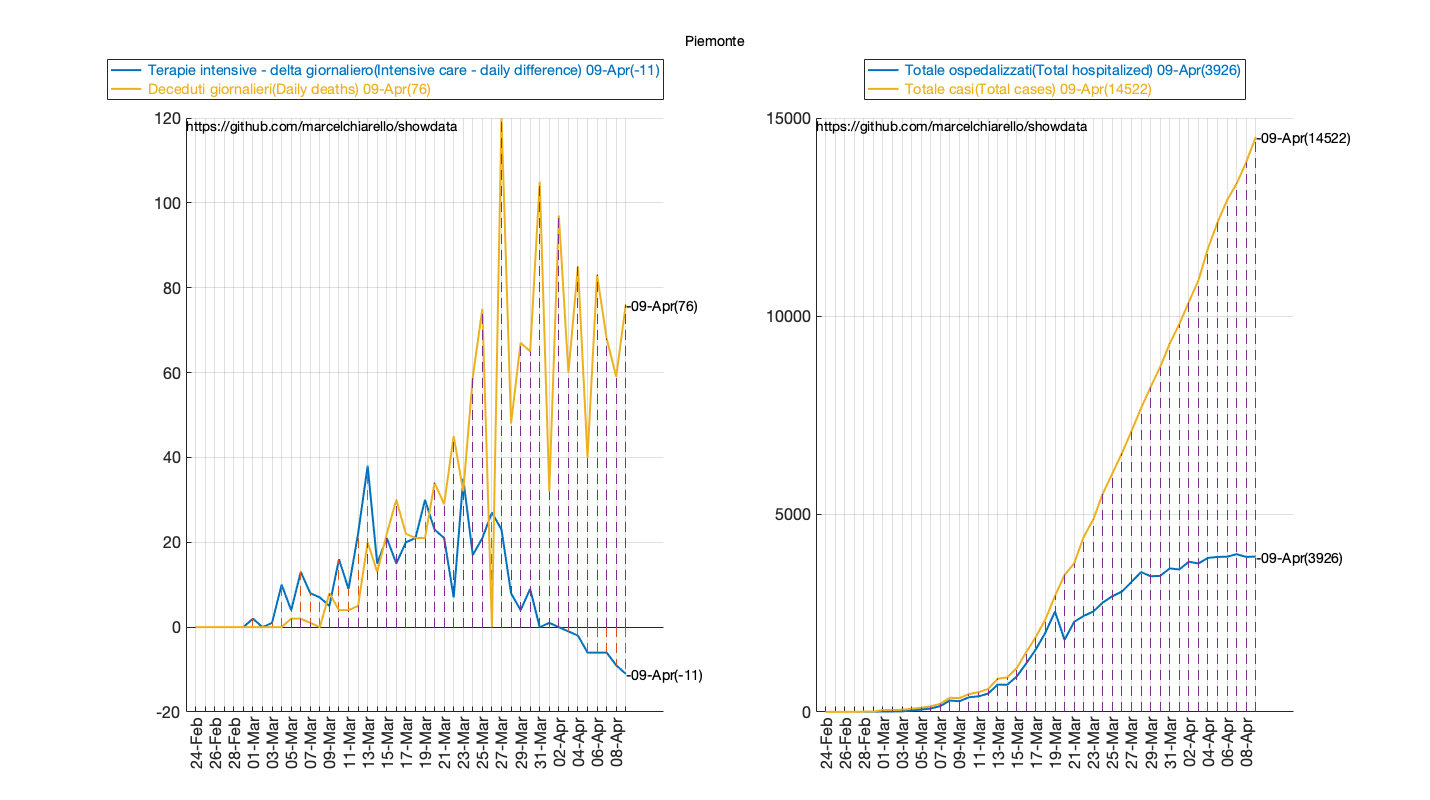 Piemonte
Terapie intensive - delta giornaliero(Intensive care - daily difference) 09-Apr(-11)
Deceduti giornalieri(Daily deaths) 09-Apr(76)
120
100
80
60
40
20
0
-20
https://github.com/marcelchiarello/showdata
-09-Apr(76)
-09-Apr(-11)
24-Feb
26-Feb
28-Feb
01-Mar
03-Mar
05-Mar
07-Mar
09-Mar
11-Mar
13-Mar
15-Mar
17-Mar
19-Mar
21-Mar
23-Mar
25-Mar
27-Mar
29-Mar
31-Mar
02-Apr
04-Apr
06-Apr
08-Apr
Totale ospedalizzati(Total hospitalized) 09-Apr(3926)
Totale casi(Total cases) 09-Apr(14522)
15000
10000
5000
0
https://github.com/marcelchiarello/showdata
-09-Apr(14522)
-09-Apr(3926)
24-Feb
26-Feb
28-Feb
01-Mar
03-Mar
05-Mar
07-Mar
09-Mar
11-Mar
13-Mar
15-Mar
17-Mar
19-Mar
21-Mar
23-Mar
25-Mar
27-Mar
29-Mar
31-Mar
02-Apr
04-Apr
06-Apr
08-Apr